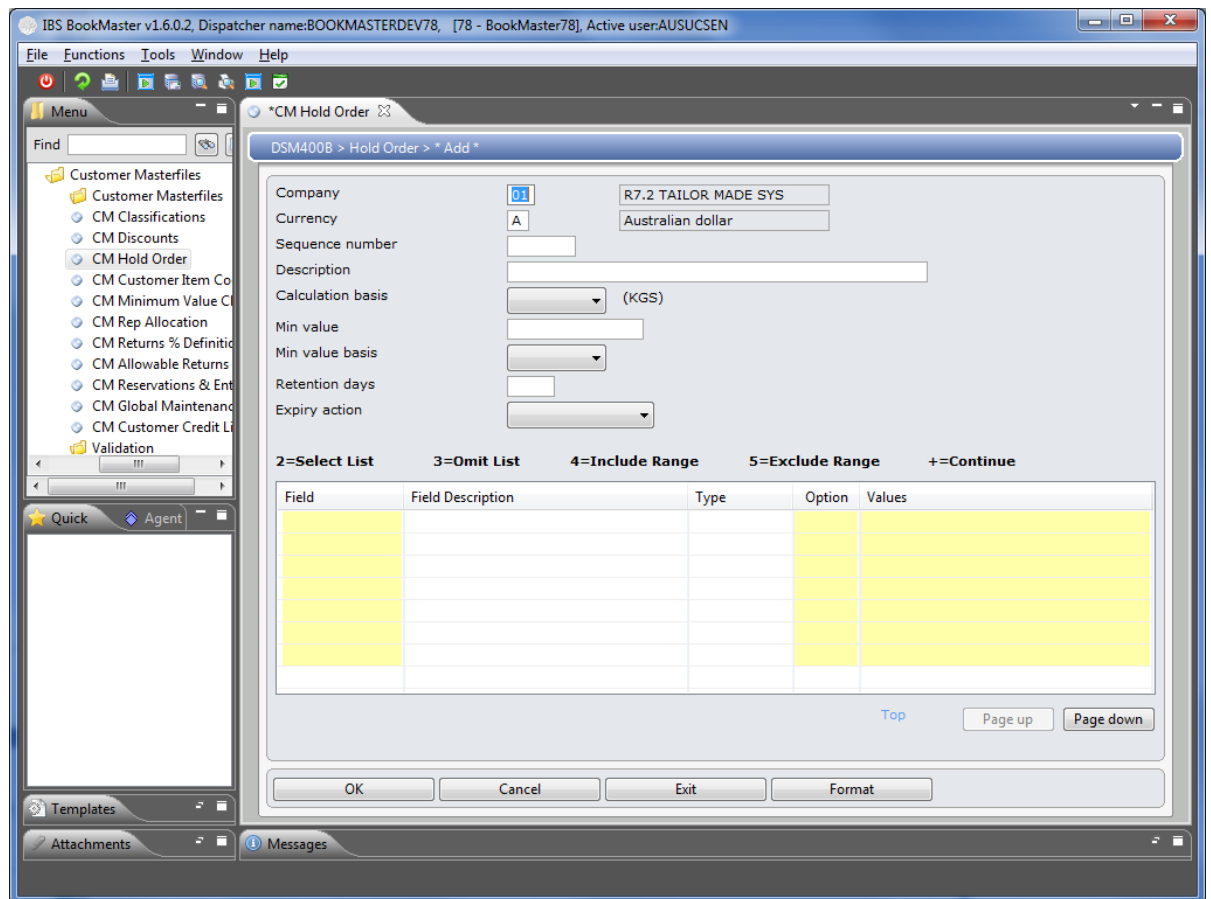 IBS BookMaster v1.6.0.2, Dispatcher name:BOOKMASTERDEV78, [78 - BookMaster78], Active user:AUSUCSEN
File Functions Tools Window Help
Menu
*CM Hold Order
Find
DSM400B > Hold Order > * Add *
Customer Masterfiles
Customer Masterfiles
CM Classifications
CM Discounts
CM Hold Order
CM Customer Item Co
CM Minimum Value Cl
CM Rep Allocation
CM Returns % Definitic
CM Allowable Returns
CM Reservations & Ent
CM Global Maintenanc
CM Customer Credit Li
Validation
Quick Agent
Templates
Attachments
Company 01 R7.2 TAILOR MADE SYS
Currency A Australian dollar
Sequence number
Description
Calculation basis (KGS)
Min value
Min value basis
Retention days
Expiry action
2=Select List 3=Omit List 4=Include Range 5=Exclude Range +=Continue
Field Field Description Type Option Values
Top Page up Page down
OK Cancel Exit Format
Messages